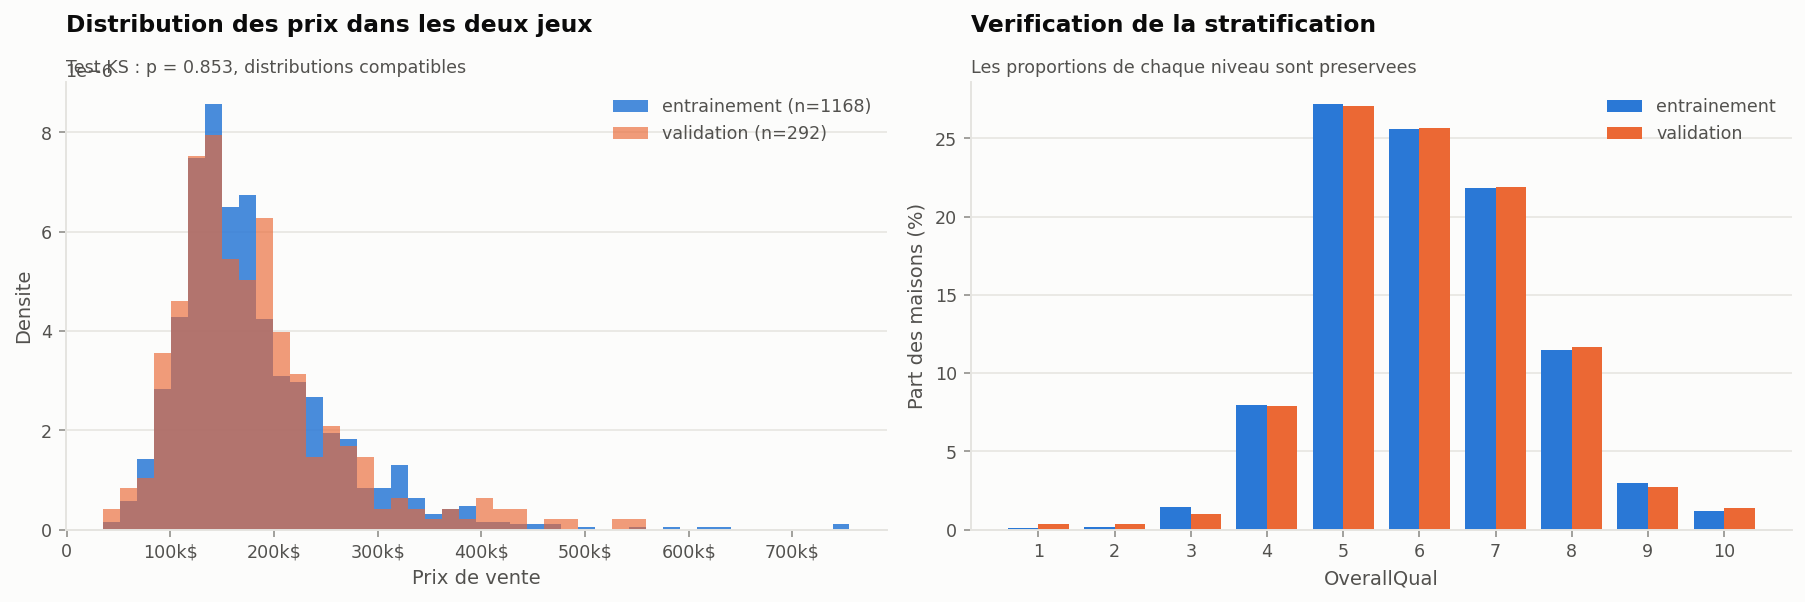 Distribution des prix dans les deux jeux
Test KS : p = 0.853, distributions compatibles
1e−6
entrainement (n=1168)
validation (n=292)
Densite
8
6
4
2
0
0 100k$ 200k$ 300k$ 400k$ 500k$ 600k$ 700k$
Prix de vente
Verification de la stratification
Les proportions de chaque niveau sont preservees
entrainement
validation
Part des maisons (%)
25
20
15
10
5
0
1 2 3 4 5 6 7 8 9 10
OverallQual